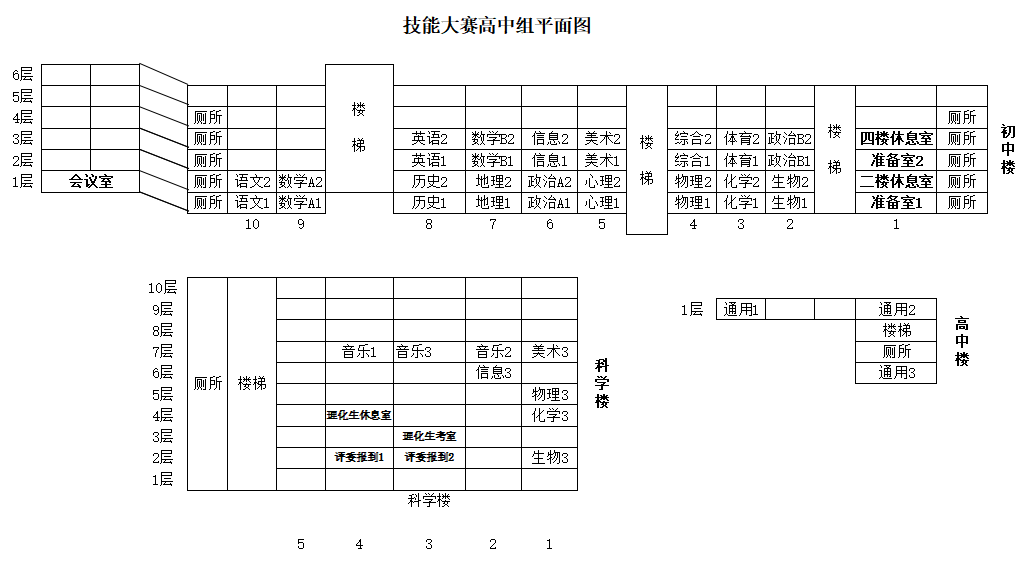 技能大赛高中组平面图
6层
5层
4层 厕所 厕所
3层 厕所 英语2 数学B2 信息2 美术2 综合2 体育2 政治B2 四楼休息室 厕所
2层 厕所 英语1 数学B1 信息1 美术1 综合1 体育1 政治B1 准备室2 厕所
1层 会议室 厕所 语文2 数学A2 历史2 地理2 政治A2 心理2 物理2 化学2 生物2 二楼休息室 厕所
厕所 语文1 数学A1 历史1 地理1 政治A1 心理1 物理1 化学1 生物1 准备室1 厕所
楼梯
楼梯
楼梯
初中楼
10 9 8 7 6 5 4 3 2 1
10层
9层
8层
7层 音乐1 音乐3 音乐2 美术3
6层 信息3
5层 物理3
4层 理化生休息室 化学3
3层 理化生考室
2层 评委报到1 评委报到2 生物3
1层
厕所 楼梯
科学楼
科学楼
5 4 3 2 1
1层 通用1 通用2
楼梯
厕所
通用3
高中楼